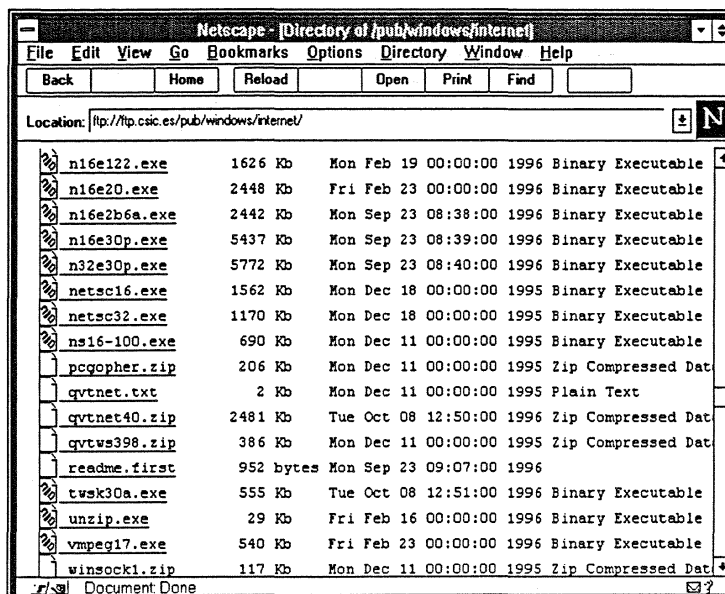 Netscape - [Directory of /pub/windows/internet]
File Edit View Go Bookmarks Options Directory Window Help
Back Home Reload Open Print Find
Location: ftp://ftp.csic.es/pub/windows/internet/ N
n16e122.exe 1626 Kb Mon Feb 19 00:00:00 1996 Binary Executable
n16e20.exe 2448 Kb Fri Feb 23 00:00:00 1996 Binary Executable
n16e2b6a.exe 2442 Kb Mon Sep 23 08:38:00 1996 Binary Executable
n16e30p.exe 5437 Kb Mon Sep 23 08:39:00 1996 Binary Executable
n32e30p.exe 5772 Kb Mon Sep 23 08:40:00 1996 Binary Executable
netsc16.exe 1562 Kb Mon Dec 18 00:00:00 1995 Binary Executable
netsc32.exe 1170 Kb Mon Dec 18 00:00:00 1995 Binary Executable
ns16-100.exe 690 Kb Mon Dec 11 00:00:00 1995 Binary Executable
pcgopher.zip 206 Kb Mon Dec 11 00:00:00 1995 Zip Compressed Dat
qvtnet.txt 2 Kb Mon Dec 11 00:00:00 1995 Plain Text
qvtnet40.zip 2481 Kb Tue Oct 08 12:50:00 1996 Zip Compressed Dat
qvtws398.zip 386 Kb Mon Dec 11 00:00:00 1995 Zip Compressed Dat
readme.first 952 bytes Mon Sep 23 09:07:00 1996
twsk30a.exe 555 Kb Tue Oct 08 12:51:00 1996 Binary Executable
unzip.exe 29 Kb Fri Feb 16 00:00:00 1996 Binary Executable
vmpeg17.exe 540 Kb Fri Feb 23 00:00:00 1996 Binary Executable
winsock1.zip 117 Kb Mon Dec 11 00:00:00 1995 Zip Compressed Dat
Document: Done ?